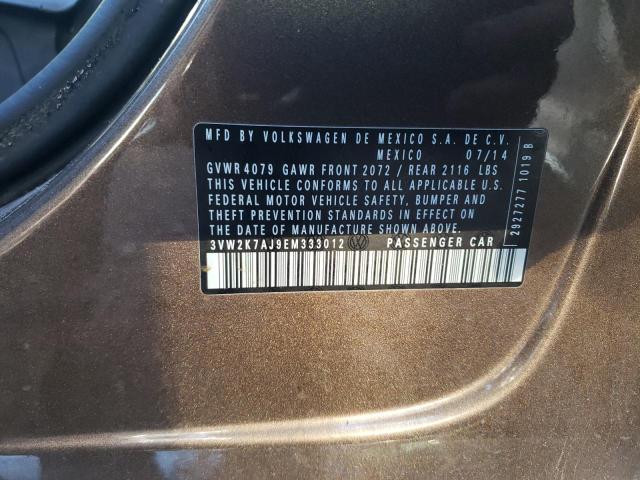 MFD BY VOLKSWAGEN DE MEXICO S.A. DE C.V.
MEXICO 07/14
GVWR 4079 GAWR FRONT 2072 / REAR 2116 LBS
THIS VEHICLE CONFORMS TO ALL APPLICABLE U.S.
FEDERAL MOTOR VEHICLE SAFETY, BUMPER AND
THEFT PREVENTION STANDARDS IN EFFECT ON THE
DATE OF MANUFACTURE SHOWN ABOVE.
3VW2K7AJ9EM333012 PASSENGER CAR
2927277 1019 B